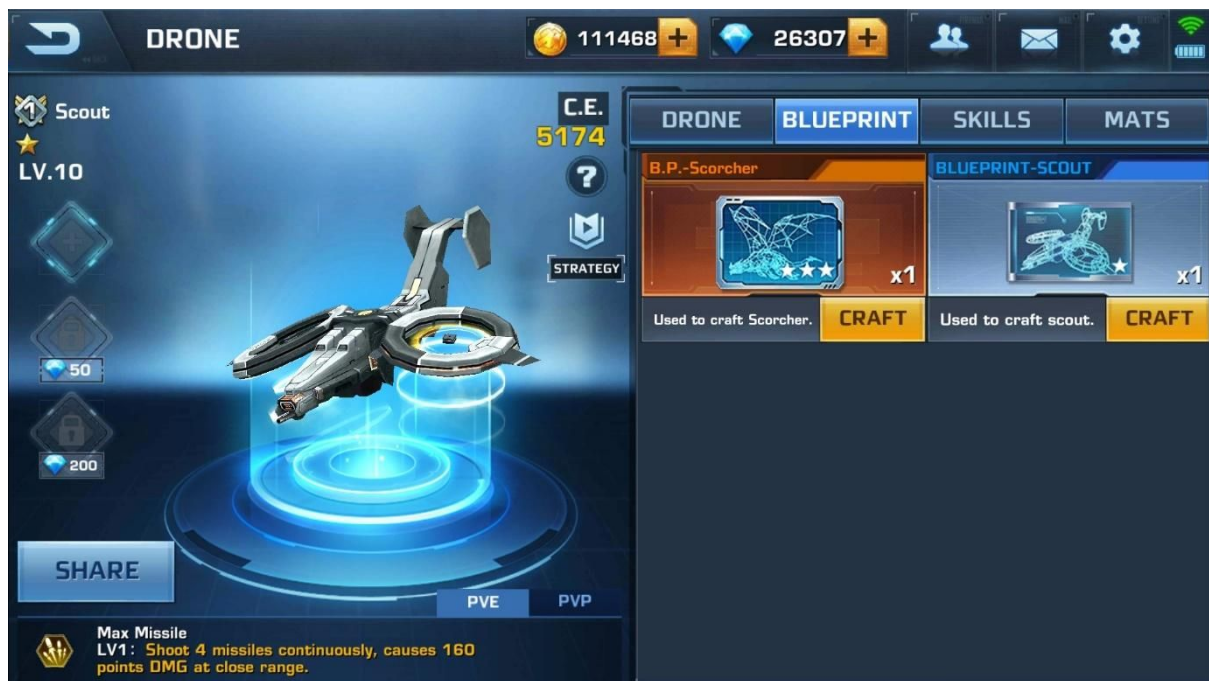 DRONE
111468
26307
1 Scout
LV.10
C.E.
5174
?
STRATEGY
50
200
SHARE
PVE PVP
Max Missile
LV1: Shoot 4 missiles continuously, causes 160
points DMG at close range.
DRONE BLUEPRINT SKILLS MATS
B.P.-Scorcher
x1
Used to craft Scorcher. CRAFT
BLUEPRINT-SCOUT
x1
Used to craft scout. CRAFT